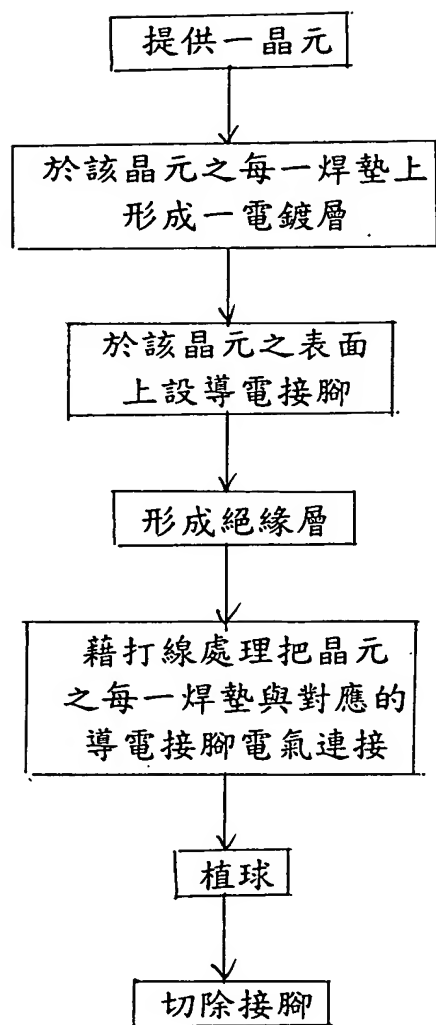 提供一晶元
於該晶元之每一焊墊上
形成一電鍍層
於該晶元之表面
上設導電接腳
形成絕緣層
藉打線處理把晶元
之每一焊墊與對應的
導電接腳電氣連接
植球
切除接腳